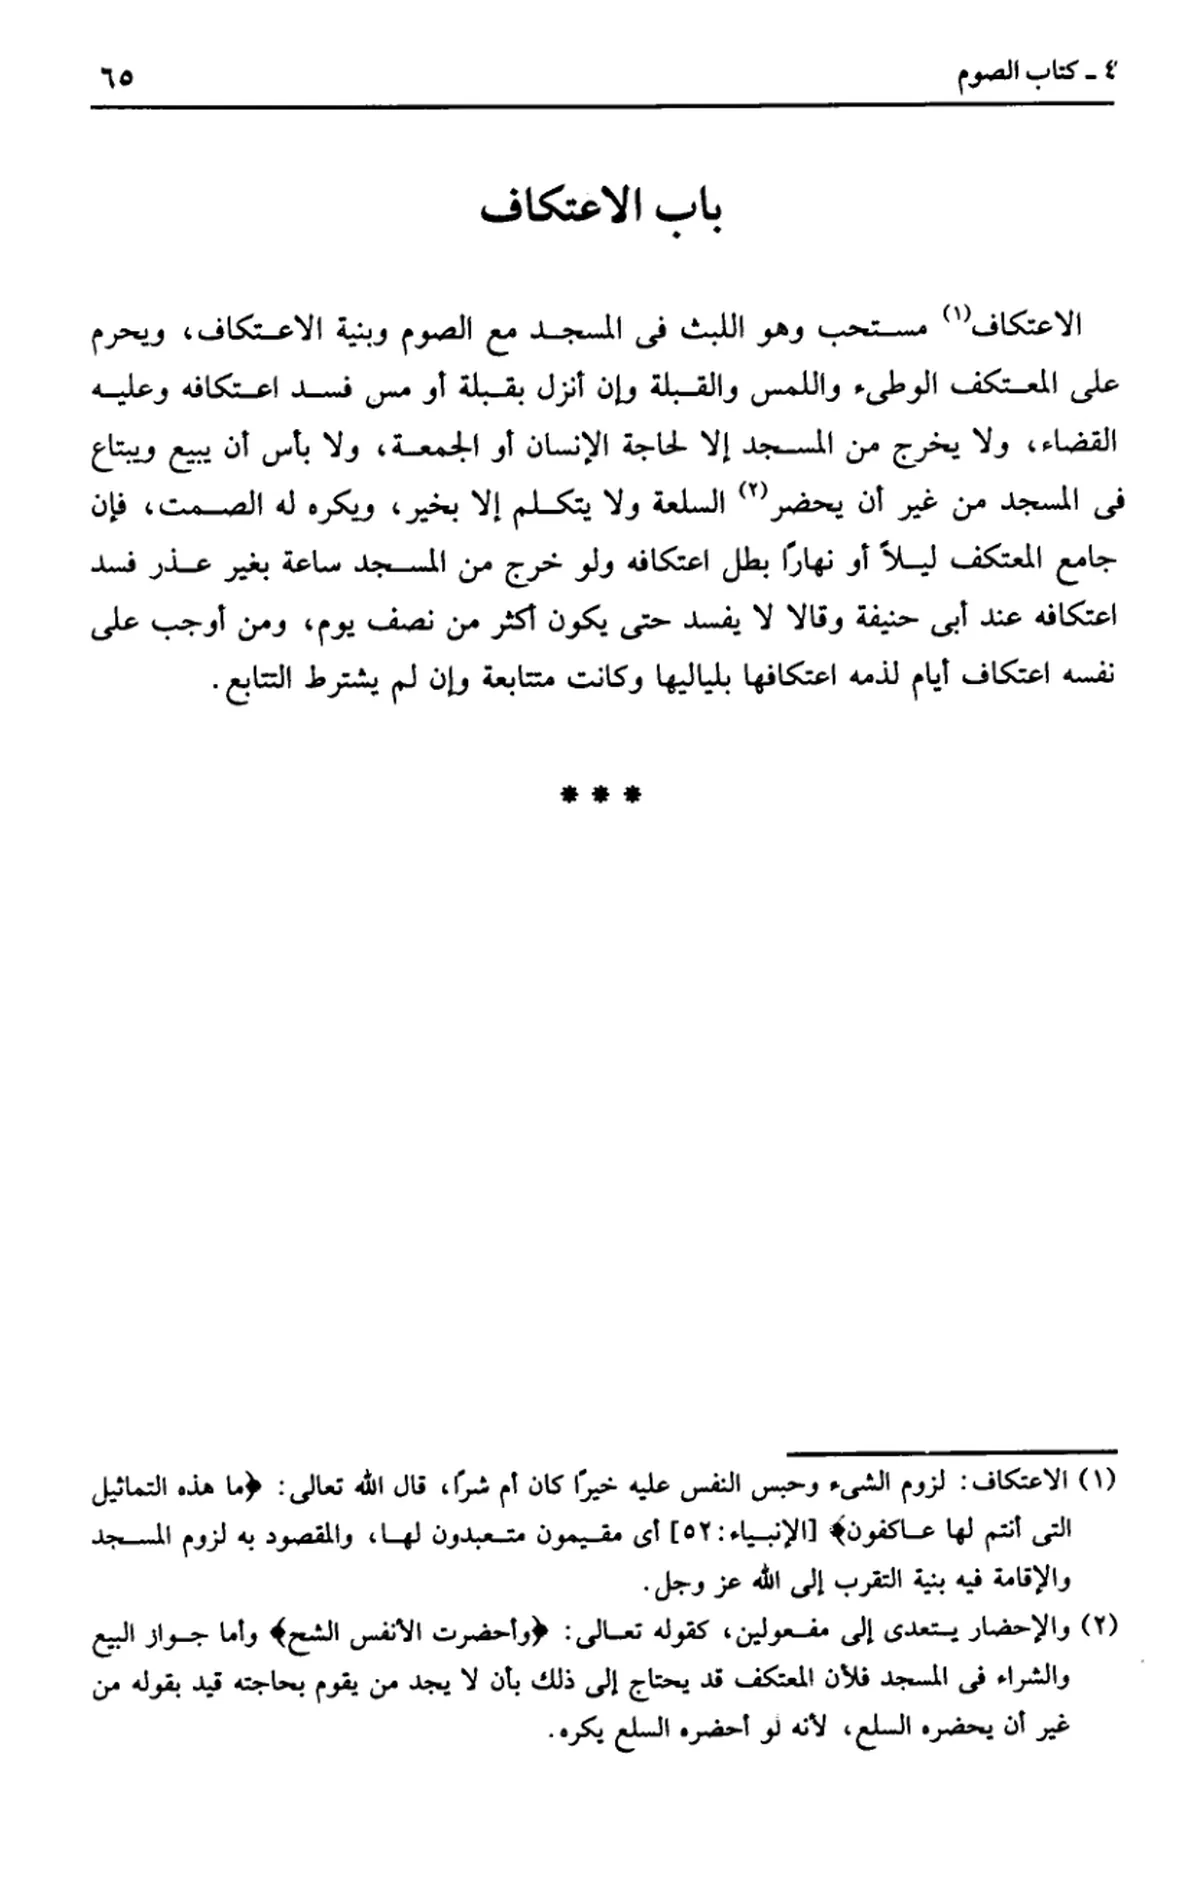 ٤ - كتاب الصوم ٦٥
باب الاعتكاف
الاعتكاف(١) مستحب وهو اللبث فى المسجد مع الصوم وبنية الاعتكاف، ويحرم
على المعتكف الوطىء واللمس والقبلة وإن أنزل بقبلة أو مس فسد اعتكافه وعليه
القضاء، ولا يخرج من المسجد إلا لحاجة الإنسان أو الجمعة، ولا بأس أن يبيع ويبتاع
فى المسجد من غير أن يحضر(٢) السلعة ولا يتكلم إلا بخير، ويكره له الصمت، فإن
جامع المعتكف ليلاً أو نهارًا بطل اعتكافه ولو خرج من المسجد ساعة بغير عذر فسد
اعتكافه عند أبى حنيفة وقالا لا يفسد حتى يكون أكثر من نصف يوم، ومن أوجب على
نفسه اعتكاف أيام لذمه اعتكافها بلياليها وكانت متتابعة وإن لم يشترط التتابع.
* * *
(١) الاعتكاف: لزوم الشىء وحبس النفس عليه خيرًا كان أم شرًا، قال الله تعالى: ﴿ما هذه التماثيل
التى أنتم لها عاكفون﴾ [الإنبياء: ٥٢] أى مقيمون متعبدون لها، والمقصود به لزوم المسجد
والإقامة فيه بنية التقرب إلى الله عز وجل.
(٢) والإحضار يتعدى إلى مفعولين، كقوله تعالى: ﴿وأحضرت الأنفس الشح﴾ وأما جواز البيع
والشراء فى المسجد فلأن المعتكف قد يحتاج إلى ذلك بأن لا يجد من يقوم بحاجته قيد بقوله من
غير أن يحضره السلع، لأنه لو أحضره السلع يكره.